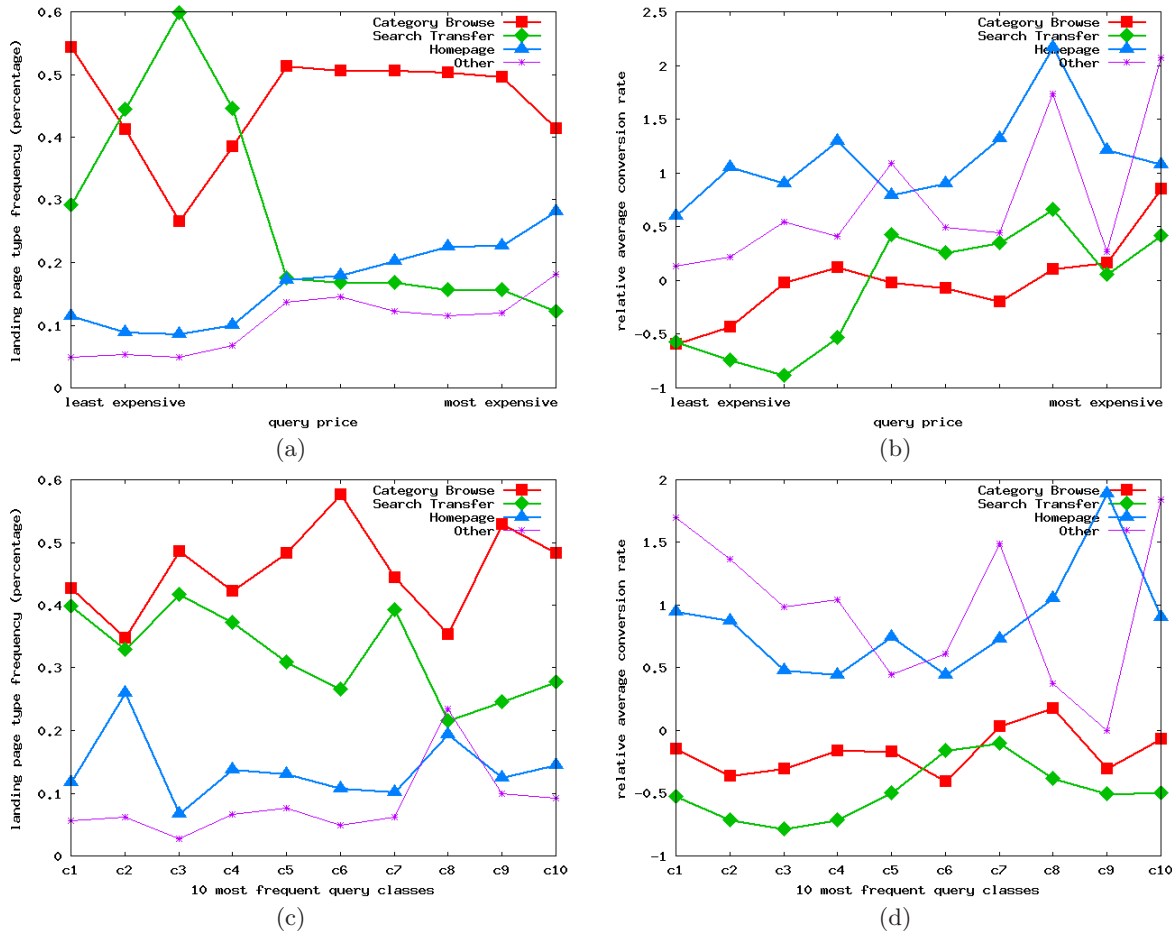 landing page type frequency (percentage)
0.6
0.5
0.4
0.3
0.2
0.1
0
Category Browse
Search Transfer
Homepage
Other
least expensive
most expensive
query price
(a)
relative average conversion rate
2.5
2
1.5
1
0.5
0
-0.5
-1
Category Browse
Search Transfer
Homepage
Other
least expensive
most expensive
query price
(b)
landing page type frequency (percentage)
0.6
0.5
0.4
0.3
0.2
0.1
0
Category Browse
Search Transfer
Homepage
Other
c1 c2 c3 c4 c5 c6 c7 c8 c9 c10
10 most frequent query classes
(c)
relative average conversion rate
2
1.5
1
0.5
0
-0.5
-1
Category Browse
Search Transfer
Homepage
Other
c1 c2 c3 c4 c5 c6 c7 c8 c9 c10
10 most frequent query classes
(d)